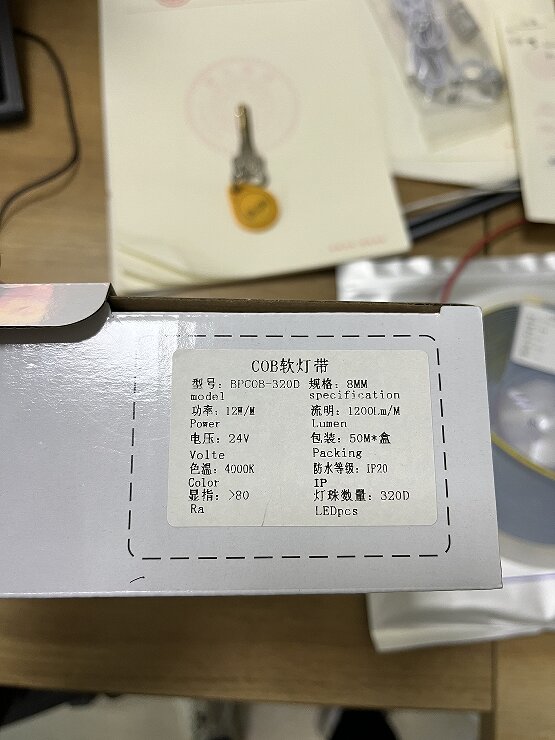 COB软灯带
型号: BPCOB-320D 规格: 8MM
model specification
功率: 12W/M 流明: 1200Lm/M
Power Lumen
电压: 24V 包装: 50M*盒
Volte Packing
色温: 4000K 防水等级: IP20
Color IP
显指: >80 灯珠数量: 320D
Ra LEDpcs